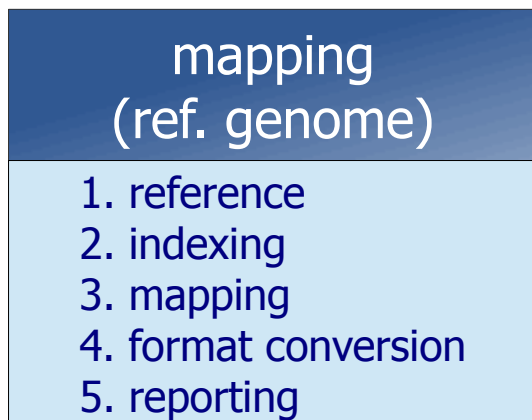 mapping
(ref. genome)
1. reference
2. indexing
3. mapping
4. format conversion
5. reporting